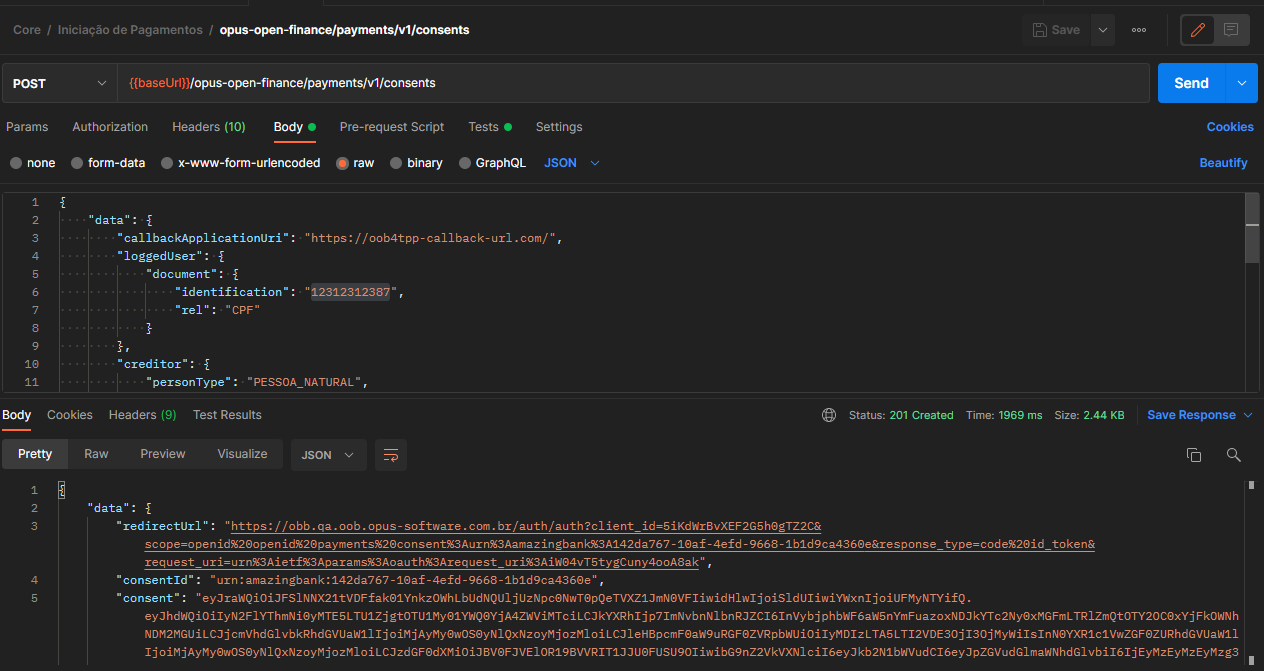 Core / Iniciação de Pagamentos / opus-open-finance/payments/v1/consents
Save
POST
{{baseUrl}}/opus-open-finance/payments/v1/consents
Send
Params Authorization Headers (10) Body Pre-request Script Tests Settings Cookies
none form-data x-www-form-urlencoded raw binary GraphQL JSON Beautify
1 {
2 "data": {
3 "callbackApplicationUri": "https://oob4tpp-callback-url.com/",
4 "loggedUser": {
5 "document": {
6 "identification": "12312312387",
7 "rel": "CPF"
8 }
9 },
10 "creditor": {
11 "personType": "PESSOA_NATURAL",
Body Cookies Headers (9) Test Results Status: 201 Created Time: 1969 ms Size: 2.44 KB Save Response
Pretty Raw Preview Visualize JSON
1 {
2 "data": {
3 "redirectUrl": "https://obb.qa.oob.opus-software.com.br/auth/auth?client_id=5iKdWrBvXEF2G5h0gTZ2C&
scope=openid%20openid%20payments%20consent%3Aurn%3Aamazingbank%3A142da767-10af-4efd-9668-1b1d9ca4360e&response_type=code%20id_token&
request_uri=urn%3Aietf%3Aparams%3Aoauth%3Arequest_uri%3AiW04vT5tygCuny4ooA8ak",
4 "consentId": "urn:amazingbank:142da767-10af-4efd-9668-1b1d9ca4360e",
5 "consent": "eyJraWQiOiJFSlNNX21tVDFfak01YnkzOWhLbUdNQUljUzNpc0NwT0pQeTVXZ1JmN0VFIiwidHlwIjoiSldUIiwiYWxnIjoiUFMyNTYifQ.
eyJhdWQiOiIyN2FlYThmNi0yMTE5LTU1ZjgtOTU1My01YWQ0YjA4ZWViMTciLCJkYXRhIjp7ImNvbnNlbnRJZCI6InVybjphbWF6aW5nYmFuazoxNDJkYTc2Ny0xMGFmLTRlZmQtOTY2OC0xYjFkOWNh
NDM2MGUiLCJjcmVhdGlvbkRhdGVUaW1lIjoiMjAyMy0wOS0yNlQxNzoyMjozMloiLCJleHBpcmF0aW9uRGF0ZVRpbWUiOiIyMDIzLTA5LTI2VDE3OjI3OjMyWiIsInN0YXR1c1VwZGF0ZURhdGVUaW1l
IjoiMjAyMy0wOS0yNlQxNzoyMjozMloiLCJzdGF0dXMiOiJBV0FJVElOR19BVVRIT1JJU0FUSU9OIiwibG9nZ2VkVXNlciI6eyJkb2N1bWVudCI6eyJpZGVudGlmaWNhdGlvbiI6IjEyMzEyMzEyMzg3